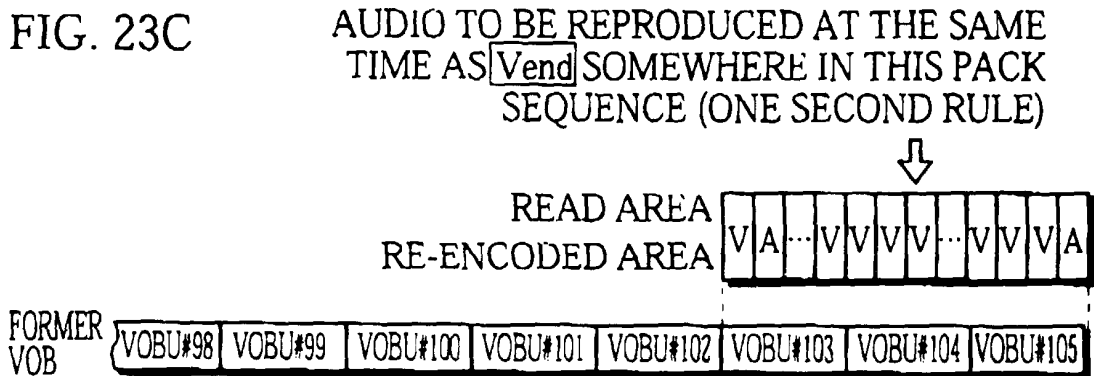 FIG. 23C
AUDIO TO BE REPRODUCED AT THE SAME
TIME AS Vend SOMEWHERE IN THIS PACK
SEQUENCE (ONE SECOND RULE)
READ AREA
RE-ENCODED AREA
V A ... V V V V ... V V V A
FORMER
VOB
VOBU#98 VOBU#99 VOBU#100 VOBU#101 VOBU#102 VOBU#103 VOBU#104 VOBU#105